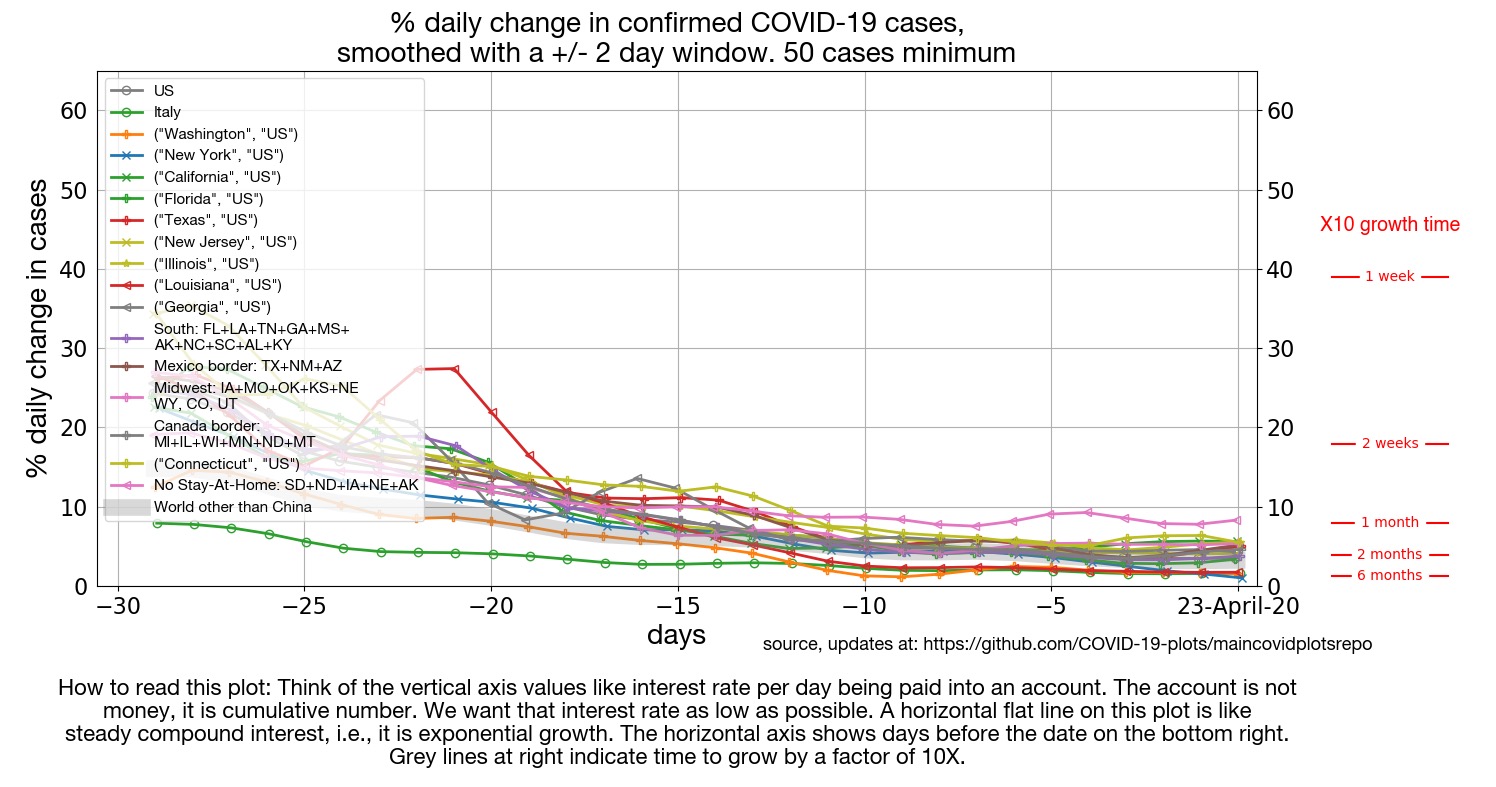 % daily change in confirmed COVID-19 cases,
smoothed with a +/- 2 day window. 50 cases minimum
% daily change in cases
60
50
40
30
20
10
0
US
Italy
("Washington", "US")
("New York", "US")
("California", "US")
("Florida", "US")
("Texas", "US")
("New Jersey", "US")
("Illinois", "US")
("Louisiana", "US")
("Georgia", "US")
South: FL+LA+TN+GA+MS+
AK+NC+SC+AL+KY
Mexico border: TX+NM+AZ
Midwest: IA+MO+OK+KS+NE
WY, CO, UT
Canada border:
MI+IL+WI+MN+ND+MT
("Connecticut", "US")
No Stay-At-Home: SD+ND+IA+NE+AK
World other than China
60
50
40
30
20
10
0
X10 growth time
1 week
2 weeks
1 month
2 months
6 months
−30
−25
−20
−15
−10
−5
23-April-20
days
source, updates at: https://github.com/COVID-19-plots/maincovidplotsrepo
How to read this plot: Think of the vertical axis values like interest rate per day being paid into an account. The account is not
money, it is cumulative number. We want that interest rate as low as possible. A horizontal flat line on this plot is like
steady compound interest, i.e., it is exponential growth. The horizontal axis shows days before the date on the bottom right.
Grey lines at right indicate time to grow by a factor of 10X.